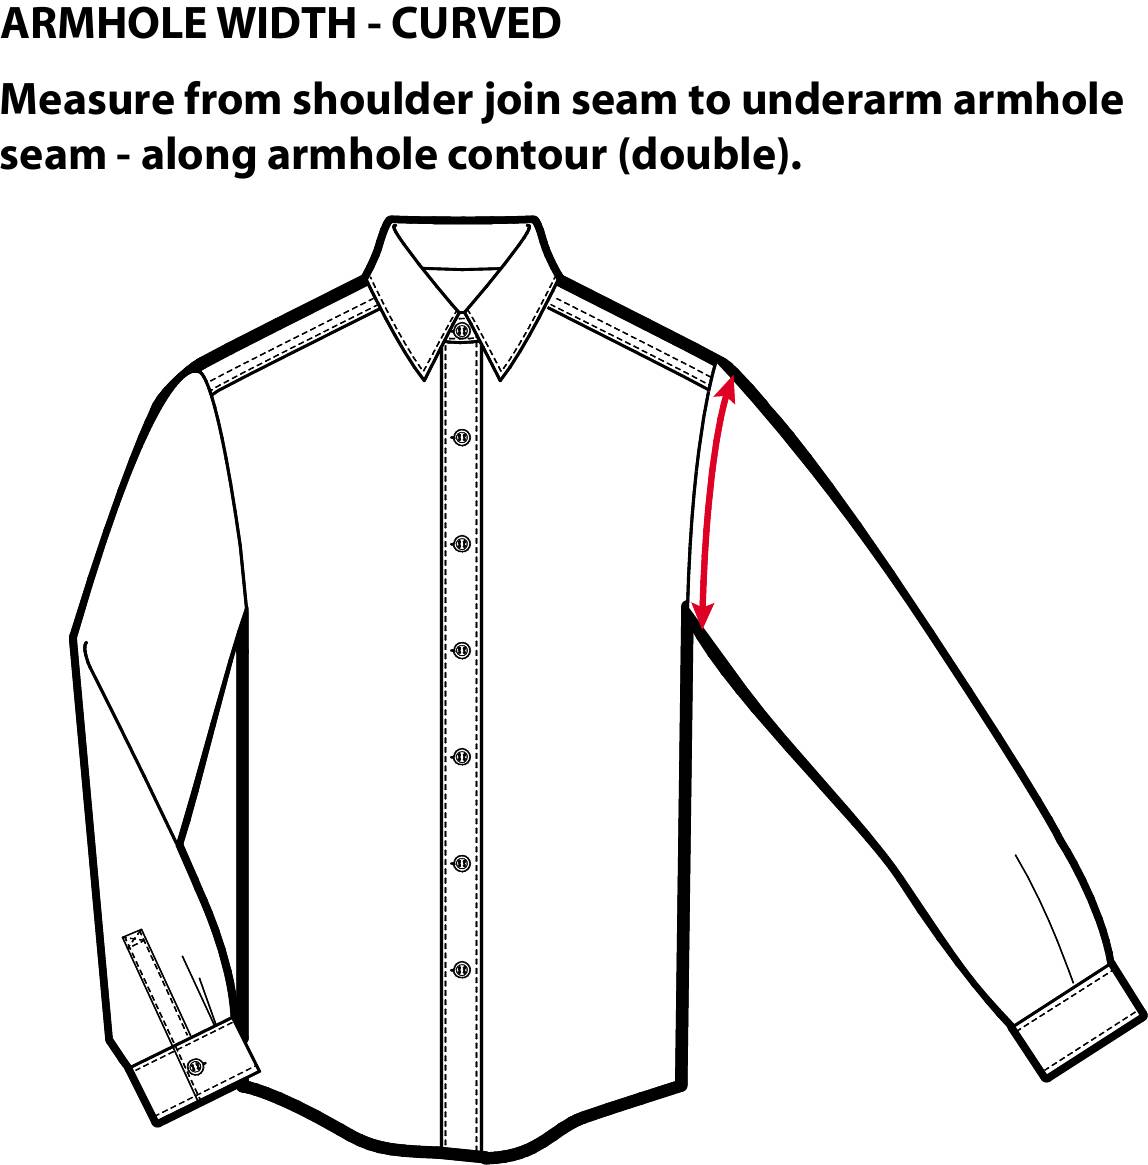 ARMHOLE WIDTH - CURVED
Measure from shoulder join seam to underarm armhole
seam - along armhole contour (double).